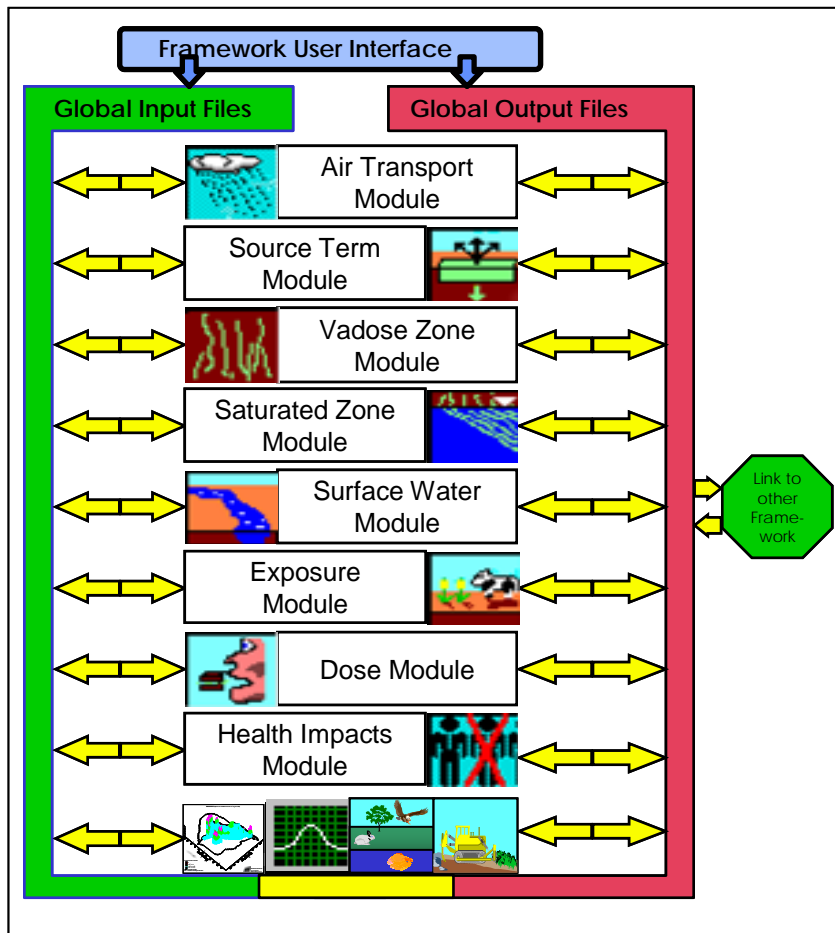 Framework User Interface
Global Input Files
Global Output Files
Air Transport
Module
Source Term
Module
Vadose Zone
Module
Saturated Zone
Module
Surface Water
Module
Link to
other
Frame-
work
Exposure
Module
Dose Module
Health Impacts
Module